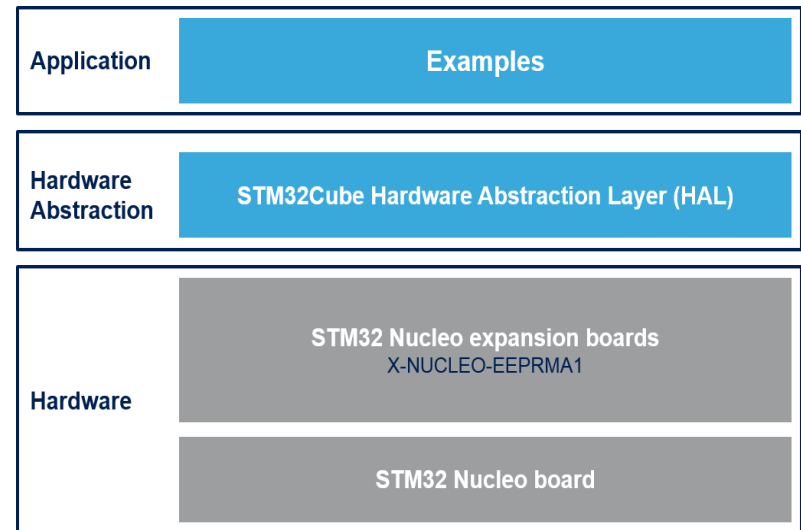 Application
Examples
Hardware
Abstraction
STM32Cube Hardware Abstraction Layer (HAL)
Hardware
STM32 Nucleo expansion boards
X-NUCLEO-EEPRMA1
STM32 Nucleo board